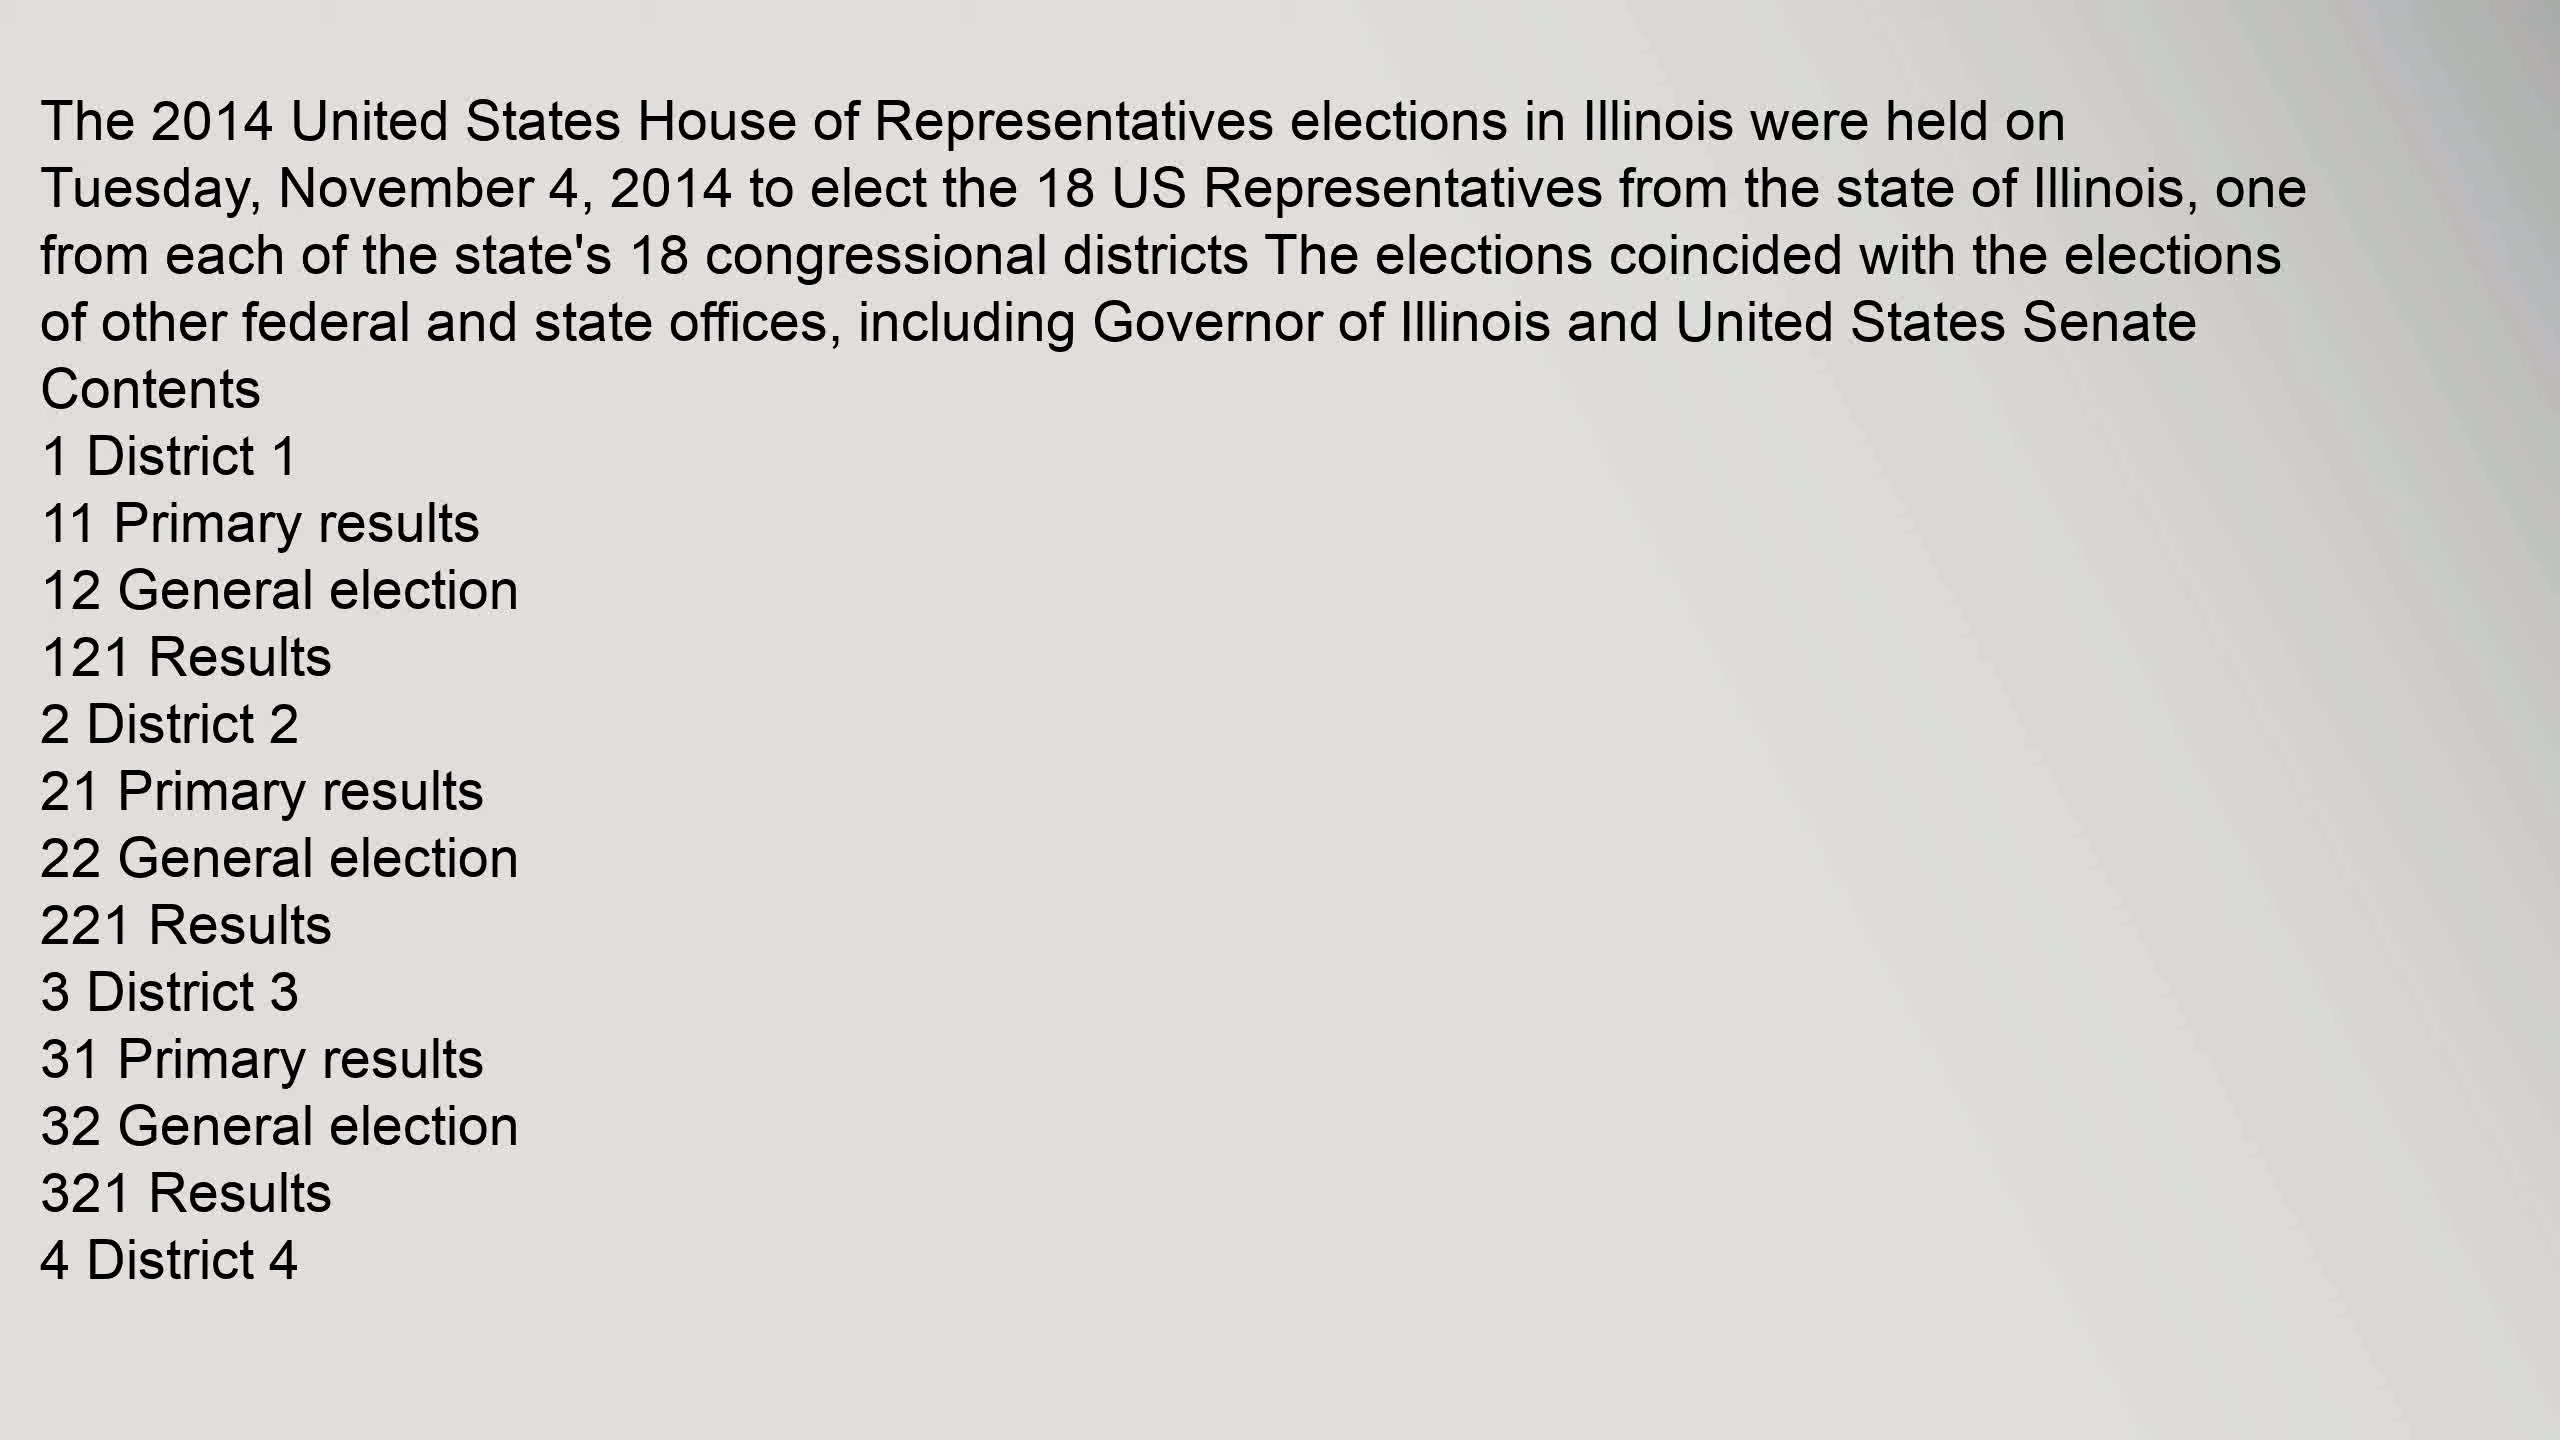 The 2014 United States House of Representatives elections in Illinois were held on
Tuesday, November 4, 2014 to elect the 18 US Representatives from the state of Illinois, one
from each of the state's 18 congressional districts The elections coincided with the elections
of other federal and state offices, including Governor of Illinois and United States Senate
Contents
1 District 1
11 Primary results
12 General election
121 Results
2 District 2
21 Primary results
22 General election
221 Results
3 District 3
31 Primary results
32 General election
321 Results
4 District 4